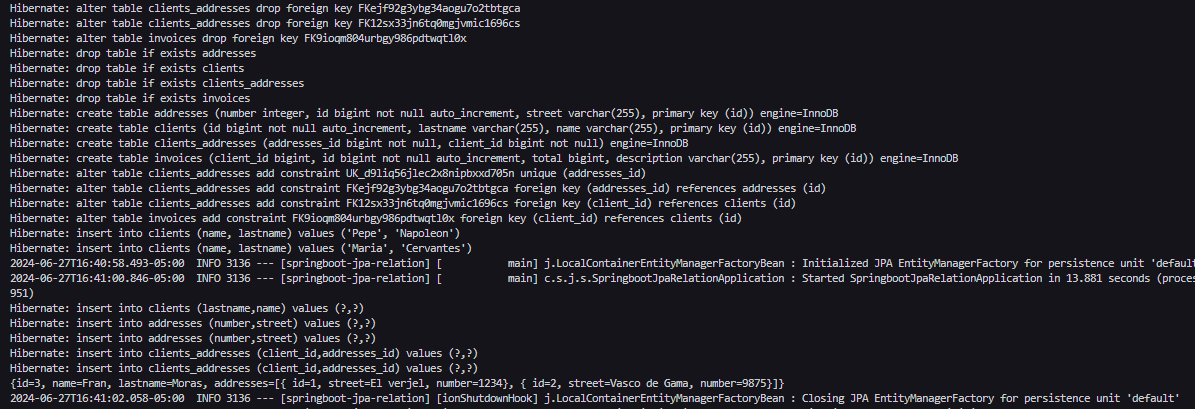 Hibernate: alter table clients_addresses drop foreign key FKejf92g3ybg34aogu7o2tbtgca
Hibernate: alter table clients_addresses drop foreign key FK12sx33jn6tq0mgjvmic1696cs
Hibernate: alter table invoices drop foreign key FK9ioqm804urbgy986pdtwqtl0x
Hibernate: drop table if exists addresses
Hibernate: drop table if exists clients
Hibernate: drop table if exists clients_addresses
Hibernate: drop table if exists invoices
Hibernate: create table addresses (number integer, id bigint not null auto_increment, street varchar(255), primary key (id)) engine=InnoDB
Hibernate: create table clients (id bigint not null auto_increment, lastname varchar(255), name varchar(255), primary key (id)) engine=InnoDB
Hibernate: create table clients_addresses (addresses_id bigint not null, client_id bigint not null) engine=InnoDB
Hibernate: create table invoices (client_id bigint, id bigint not null auto_increment, total bigint, description varchar(255), primary key (id)) engine=InnoDB
Hibernate: alter table clients_addresses add constraint UK_d9liq56jlec2x8nipbxxd705n unique (addresses_id)
Hibernate: alter table clients_addresses add constraint FKejf92g3ybg34aogu7o2tbtgca foreign key (addresses_id) references addresses (id)
Hibernate: alter table clients_addresses add constraint FK12sx33jn6tq0mgjvmic1696cs foreign key (client_id) references clients (id)
Hibernate: alter table invoices add constraint FK9ioqm804urbgy986pdtwqtl0x foreign key (client_id) references clients (id)
Hibernate: insert into clients (name, lastname) values ('Pepe', 'Napoleon')
Hibernate: insert into clients (name, lastname) values ('Maria', 'Cervantes')
2024-06-27T16:40:58.493-05:00  INFO 3136 --- [springboot-jpa-relation] [           main] j.LocalContainerEntityManagerFactoryBean : Initialized JPA EntityManagerFactory for persistence unit 'default
2024-06-27T16:41:00.846-05:00  INFO 3136 --- [springboot-jpa-relation] [           main] c.s.j.s.SpringbootJpaRelationApplication : Started SpringbootJpaRelationApplication in 13.881 seconds (proces
951)
Hibernate: insert into clients (lastname,name) values (?,?)
Hibernate: insert into addresses (number,street) values (?,?)
Hibernate: insert into addresses (number,street) values (?,?)
Hibernate: insert into clients_addresses (client_id,addresses_id) values (?,?)
Hibernate: insert into clients_addresses (client_id,addresses_id) values (?,?)
{id=3, name=Fran, lastname=Moras, addresses=[{ id=1, street=El verjel, number=1234}, { id=2, street=Vasco de Gama, number=9875}]}
2024-06-27T16:41:02.058-05:00  INFO 3136 --- [springboot-jpa-relation] [ionShutdownHook] j.LocalContainerEntityManagerFactoryBean : Closing JPA EntityManagerFactory for persistence unit 'default'